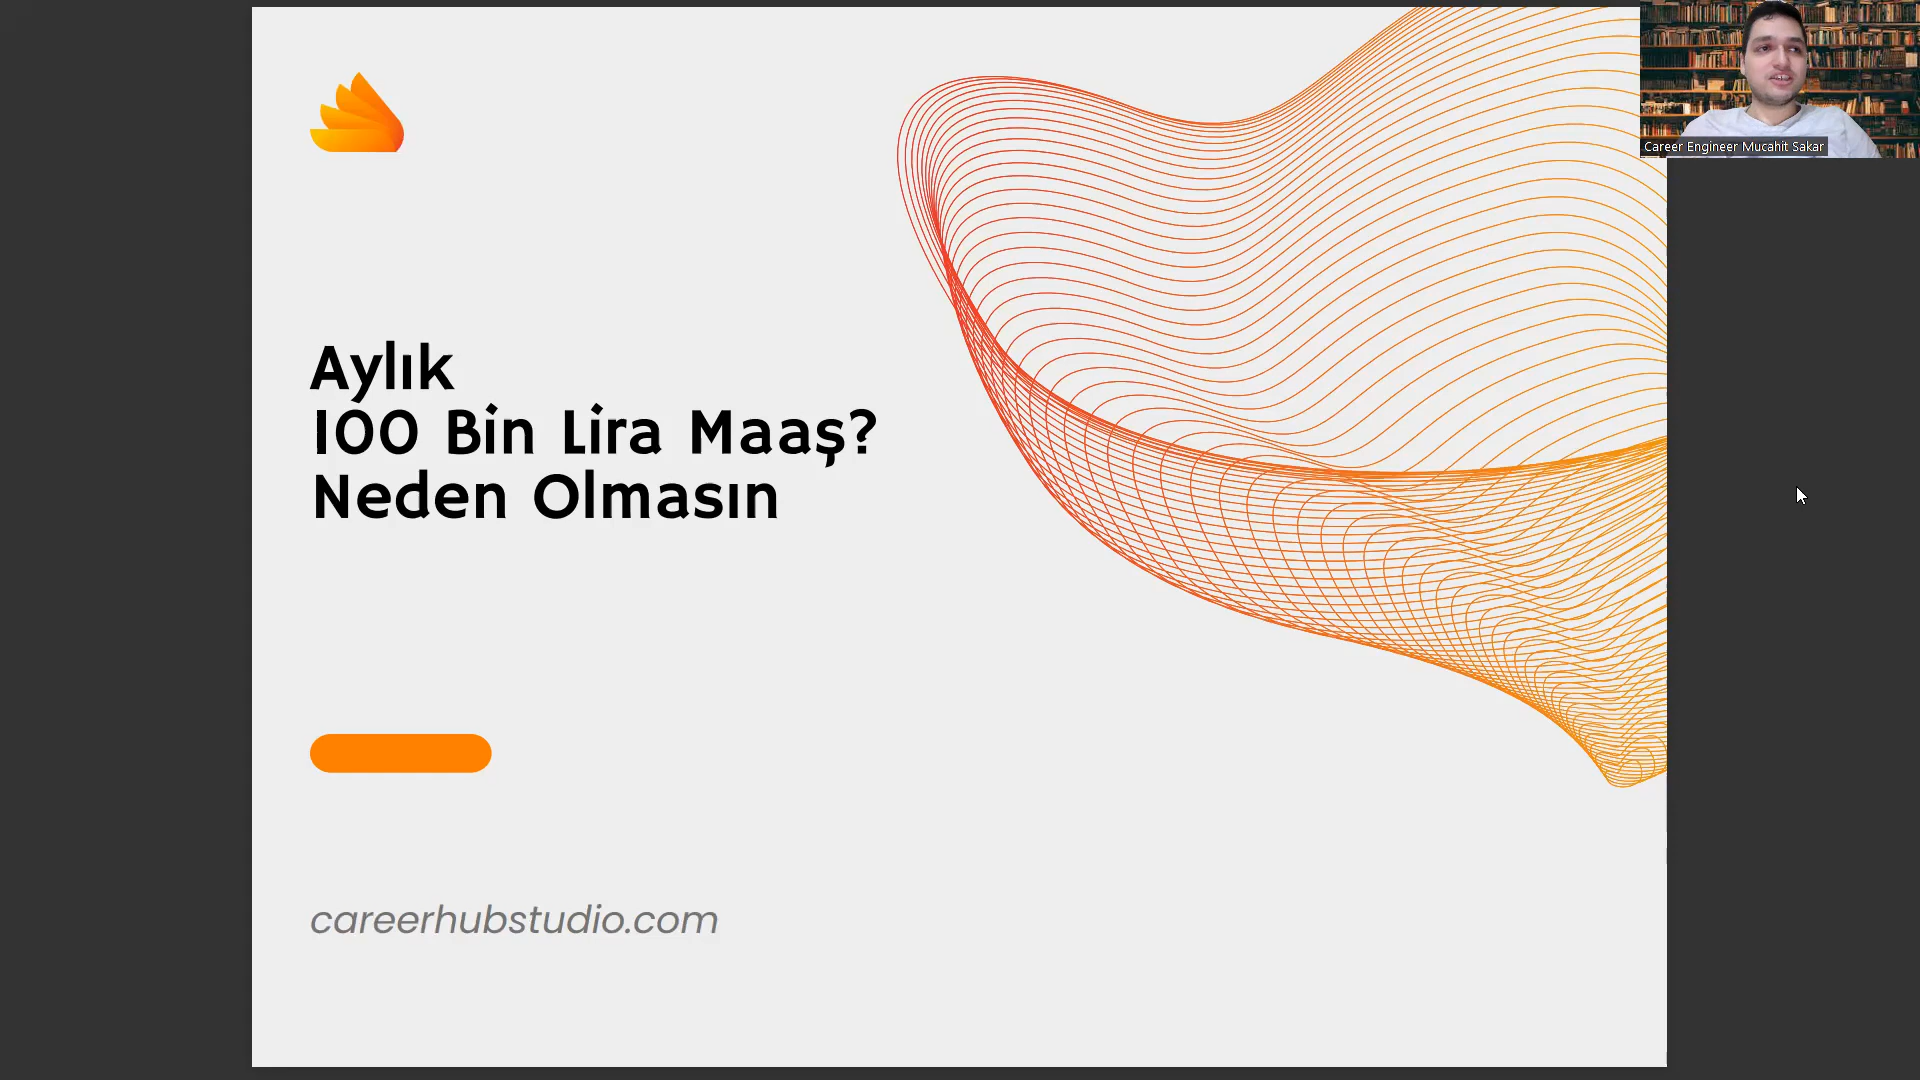 Career Engineer Mucahit Sakar
Aylık
100 Bin Lira Maaş?
Neden Olmasın
careerhubstudio.com